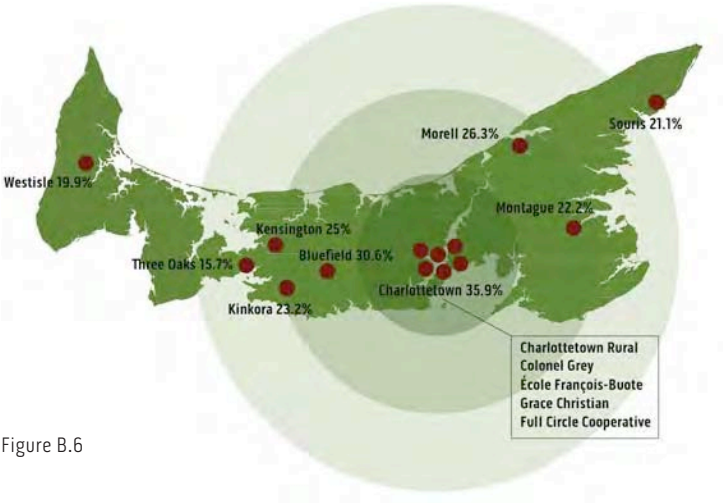 Morell 26.3%
Souris 21.1%
Westisle 19.9%
Montague 22.2%
Kensington 25%
Bluefield 30.6%
Three Oaks 15.7%
Charlottetown 35.9%
Kinkora 23.2%
Charlottetown Rural
Colonel Grey
École François-Buote
Grace Christian
Full Circle Cooperative
Figure B.6